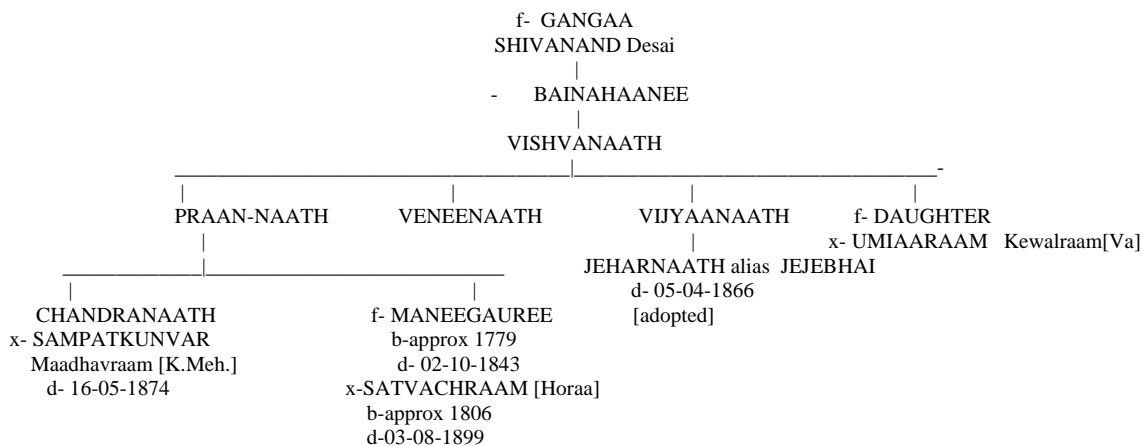 f- GANGAA
SHIVANAND Desai
- BAINAHAANEE
VISHVANAATH
PRAAN-NAATH VENEENAATH VIJYAANAATH f- DAUGHTER
x- UMIAARAAM Kewalraam[Va]
JEHARNAATH alias JEJEBHAI
d- 05-04-1866
[adopted]
CHANDRANAATH
x- SAMPATKUNVAR
Maadhavraam [K.Meh.]
d- 16-05-1874
f- MANEEGAUREE
b-approx 1779
d- 02-10-1843
x-SATVACHRAAM [Horaa]
b-approx 1806
d-03-08-1899